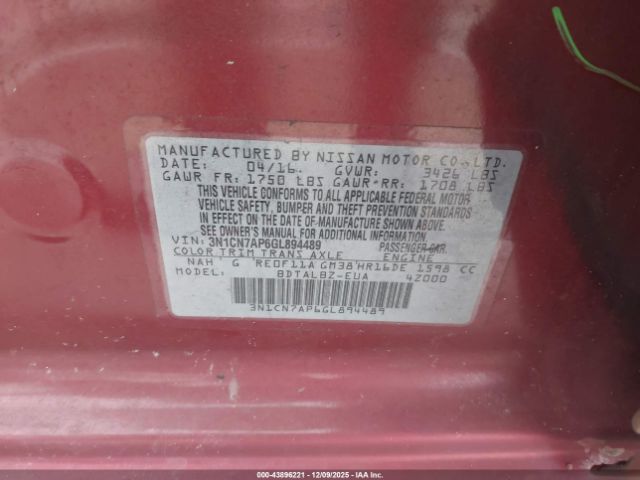 MANUFACTURED BY NISSAN MOTOR CO., LTD.
DATE: 04/16 GVWR: 3426 LBS
GAWR FR: 1750 LBS GAWR RR: 1708 LBS
THIS VEHICLE CONFORMS TO ALL APPLICABLE FEDERAL MOTOR
VEHICLE SAFETY, BUMPER, AND THEFT PREVENTION STANDARDS
IN EFFECT ON THE DATE OF MANUFACTURE SHOWN ABOVE.
SEE OWNER'S MANUAL FOR ADDITIONAL INFORMATION.
VIN: 3N1CN7AP6GL894489 PASSENGER CAR
COLOR TRIM TRANS AXLE ENGINE
NAH G RE0F11A GM38 HR16DE 1598 CC
MODEL: BDTALBZ-EUA 42000
3N1CN7AP6GL894489
000-43896221 - 12/09/2025 - IAA